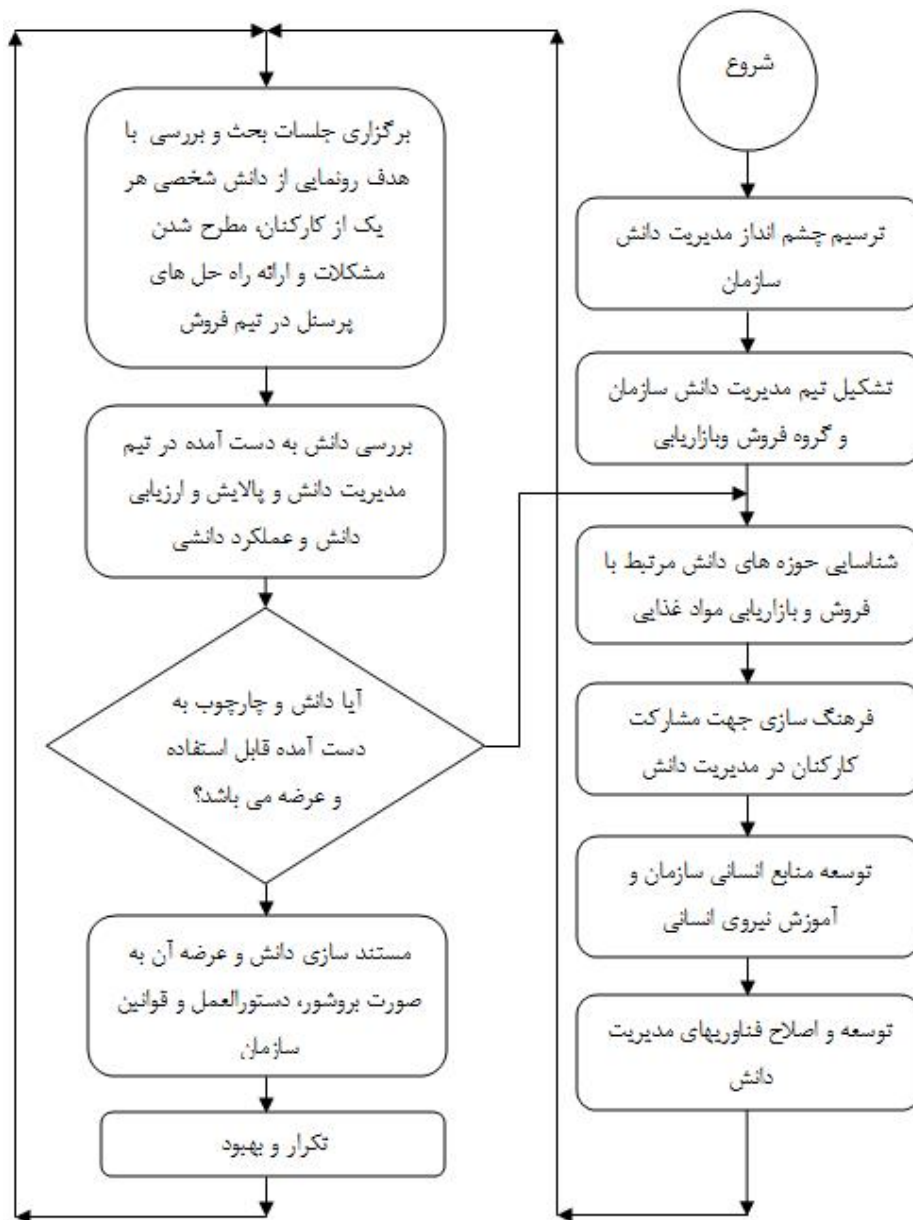 شروع
ترسیم چشم انداز مدیریت دانش
سازمان
تشکیل تیم مدیریت دانش سازمان
و گروه فروش وبازاریابی
شناسایی حوزه های دانش مرتبط با
فروش و بازاریابی مواد غذایی
فرهنگ سازی جهت مشارکت
کارکنان در مدیریت دانش
توسعه منابع انسانی سازمان و
آموزش نیروی انسانی
توسعه و اصلاح فناوریهای مدیریت
دانش
برگزاری جلسات بحث و بررسی با
هدف رونمایی از دانش شخصی هر
یک از کارکنان، مطرح شدن
مشکلات و ارائه راه حل های
پرسنل در تیم فروش
بررسی دانش به دست آمده در تیم
مدیریت دانش و پالایش و ارزیابی
دانش و عملکرد دانشی
آیا دانش و چارچوب به
دست آمده قابل استفاده
و عرضه می باشد؟
مستند سازی دانش و عرضه آن به
صورت بروشور، دستورالعمل و قوانین
سازمان
تکرار و بهبود